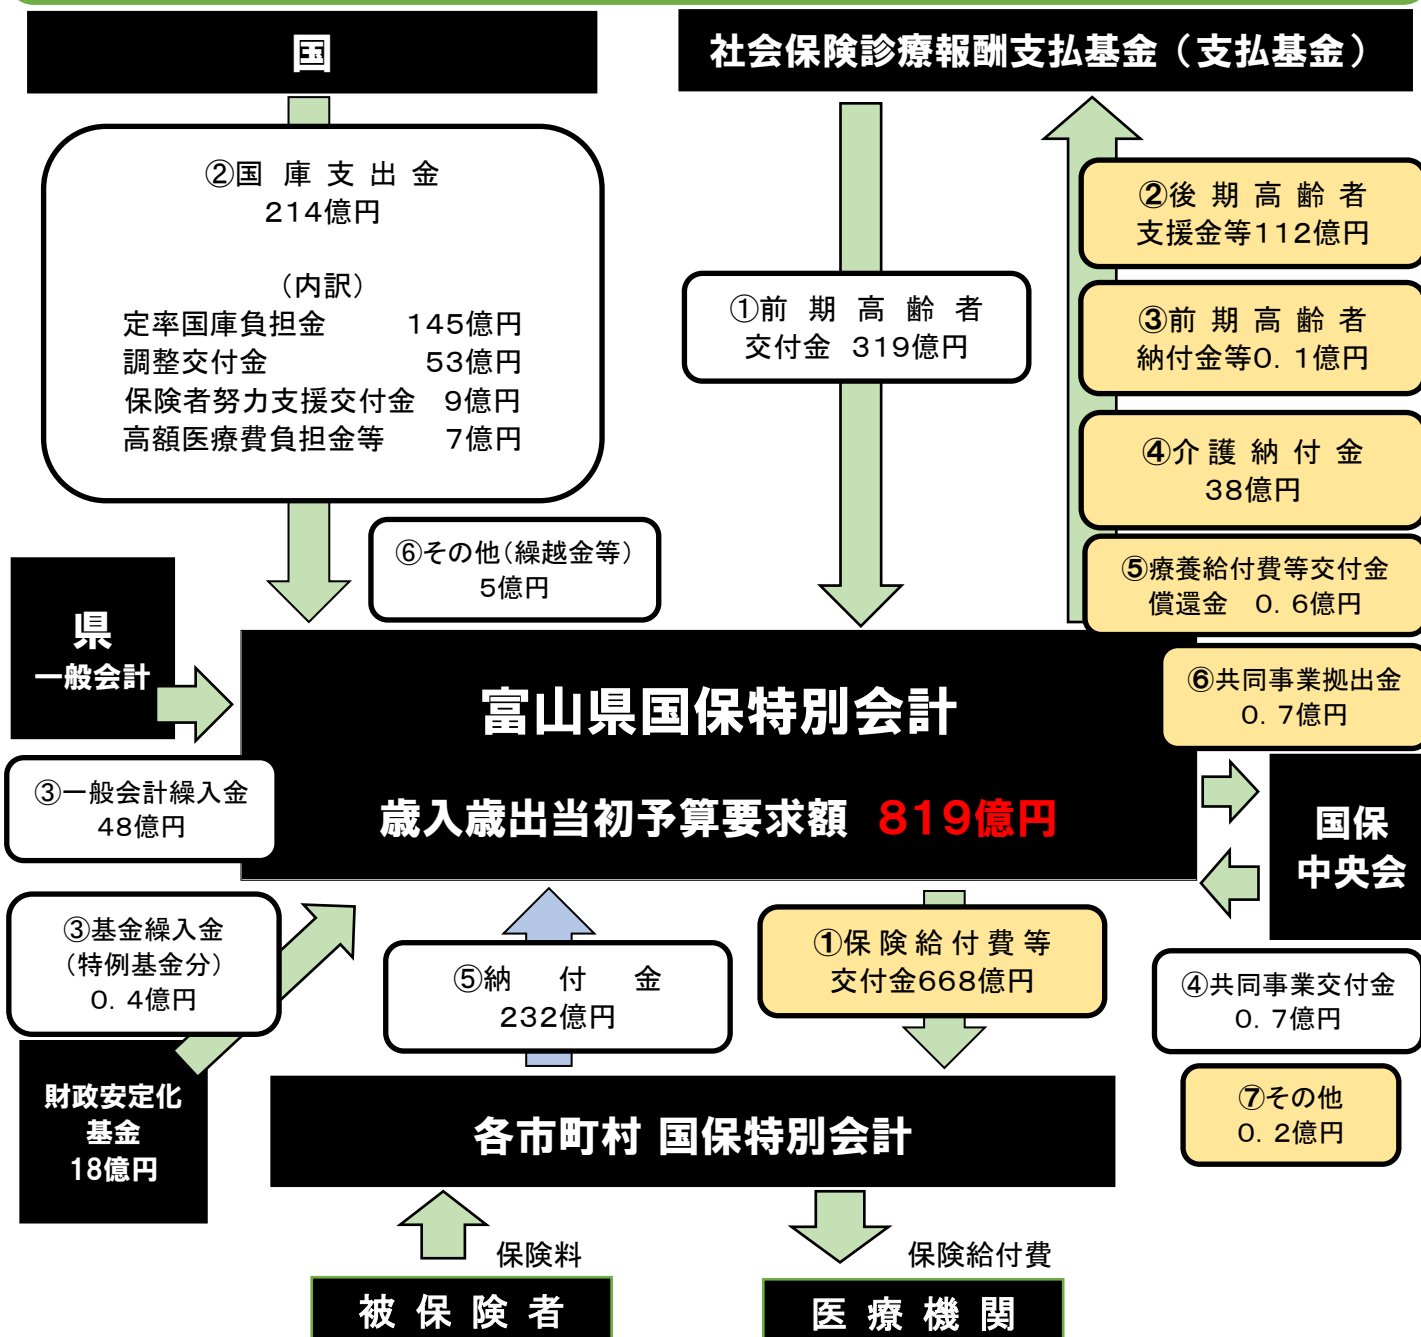 国
社会保険診療報酬支払基金（支払基金）
②国庫支出金
214億円
（内訳）
定率国庫負担金 145億円
調整交付金 53億円
保険者努力支援交付金 9億円
高額医療費負担金等 7億円
①前期高齢者
交付金 319億円
②後期高齢者
支援金等112億円
③前期高齢者
納付金等0.1億円
④介護納付金
38億円
⑤療養給付費等交付金
償還金 0.6億円
⑥その他（繰越金等）
5億円
県
一般会計
⑥共同事業拠出金
0.7億円
富山県国保特別会計
歳入歳出当初予算要求額 819億円
③一般会計繰入金
48億円
国保
中央会
③基金繰入金
（特例基金分）
0.4億円
⑤納付金
232億円
①保険給付費等
交付金668億円
④共同事業交付金
0.7億円
財政安定化
基金
18億円
各市町村 国保特別会計
⑦その他
0.2億円
保険料
保険給付費
被保険者
医療機関